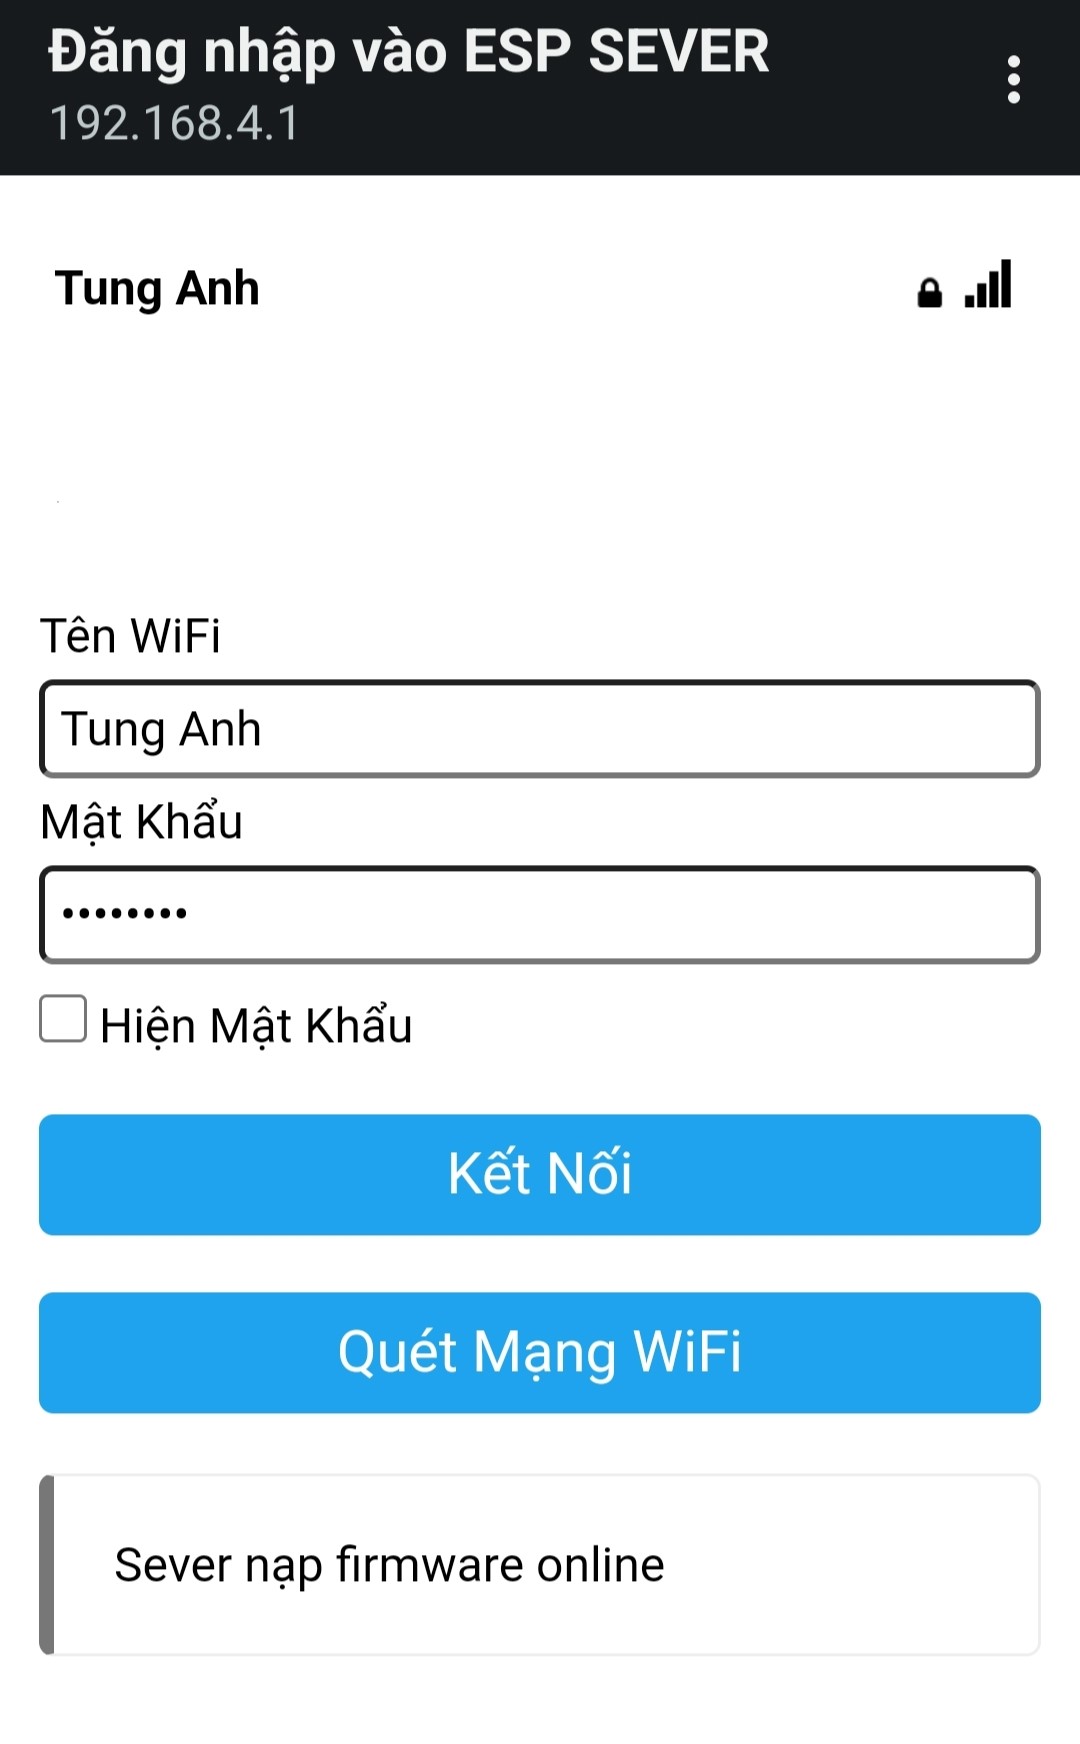 Đăng nhập vào ESP SEVER
192.168.4.1
Tung Anh
Tên WiFi
Tung Anh
Mật Khẩu
••••••••
Hiện Mật Khẩu
Kết Nối
Quét Mạng WiFi
Sever nạp firmware online